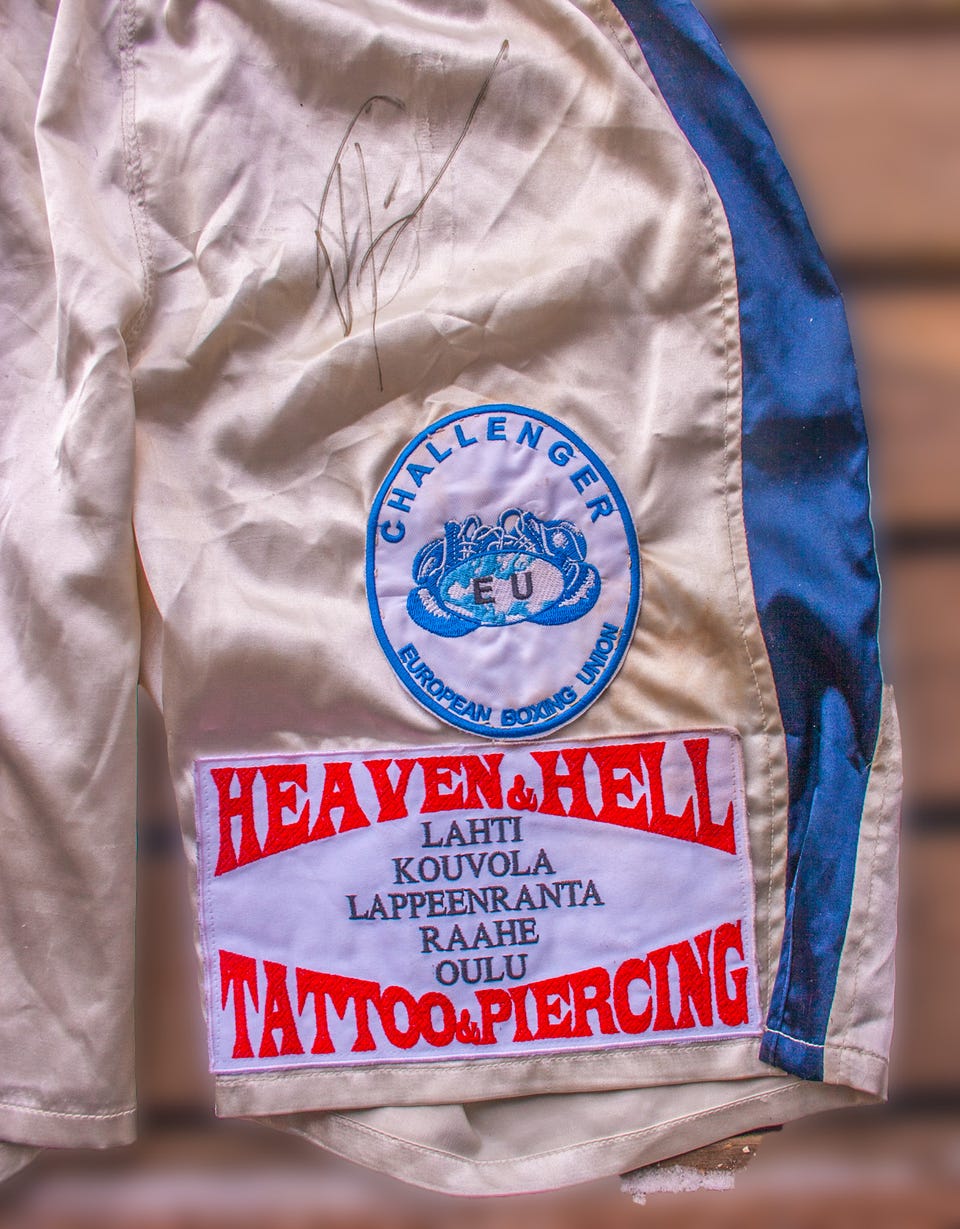 CHALLENGER
EU
EUROPEAN BOXING UNION
HEAVEN & HELL
LAHTI
KOUVOLA
LAPPEENRANTA
RAAHE
OULU
TATTOO & PIERCING